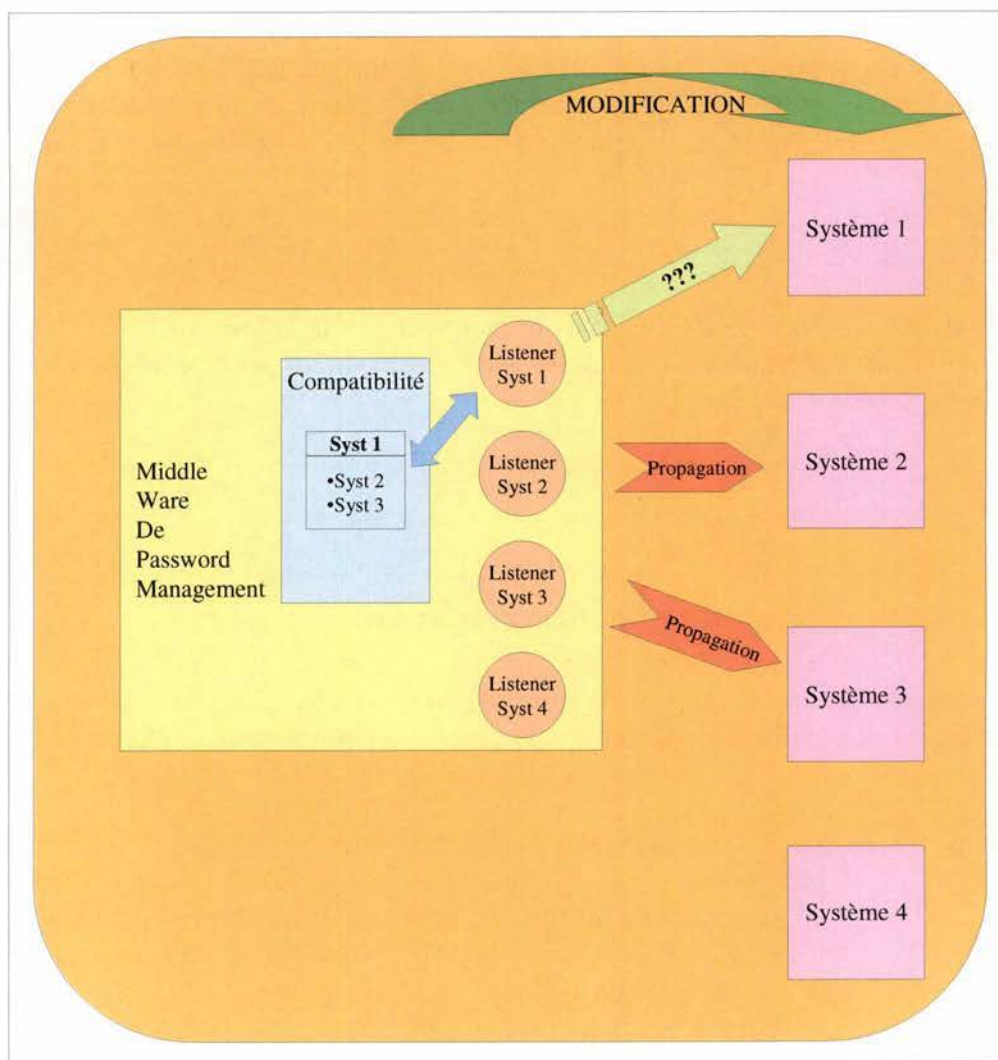 MODIFICATION
Système 1
???
Listener
Syst 1
Compatibilité
Syst 1
•Syst 2
•Syst 3
Middle
Ware
De
Password
Management
Listener
Syst 2
Propagation
Système 2
Listener
Syst 3
Propagation
Système 3
Listener
Syst 4
Système 4